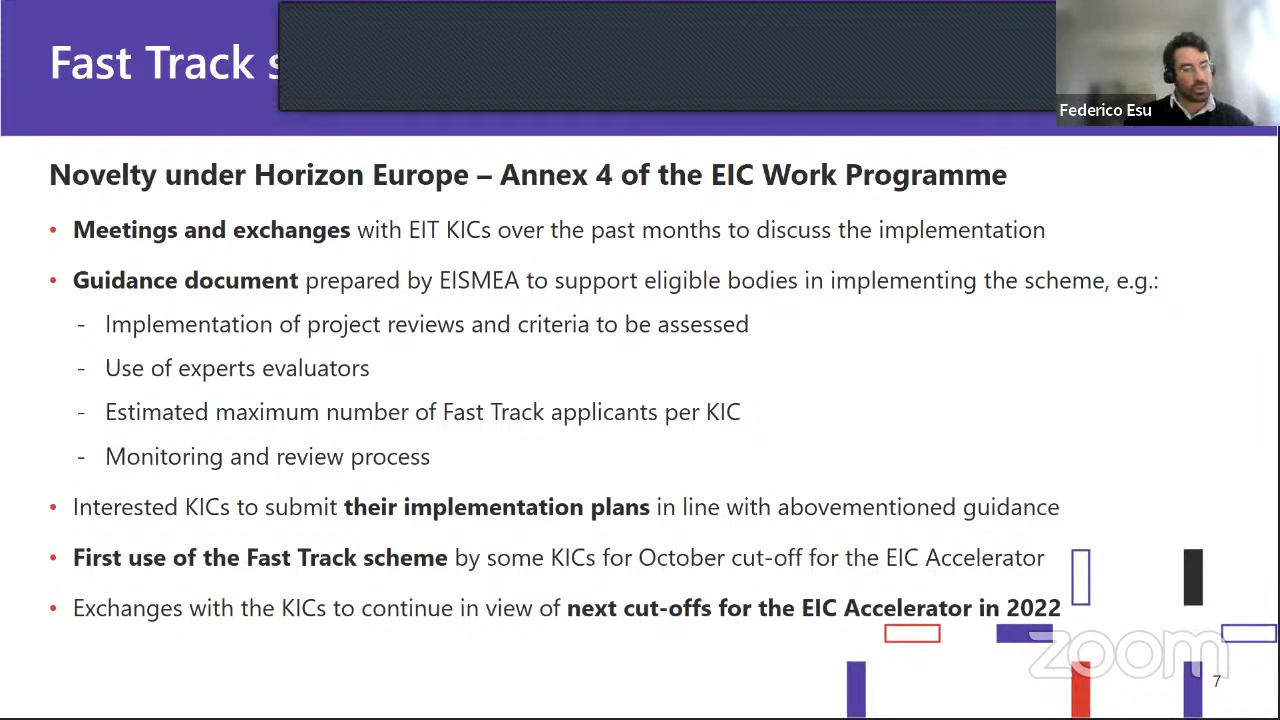 Fast Track s
Federico Esu
Novelty under Horizon Europe – Annex 4 of the EIC Work Programme
• Meetings and exchanges with EIT KICs over the past months to discuss the implementation
• Guidance document prepared by EISMEA to support eligible bodies in implementing the scheme, e.g.:
- Implementation of project reviews and criteria to be assessed
- Use of experts evaluators
- Estimated maximum number of Fast Track applicants per KIC
- Monitoring and review process
• Interested KICs to submit their implementation plans in line with abovementioned guidance
• First use of the Fast Track scheme by some KICs for October cut-off for the EIC Accelerator
• Exchanges with the KICs to continue in view of next cut-offs for the EIC Accelerator in 2022
zoom
7